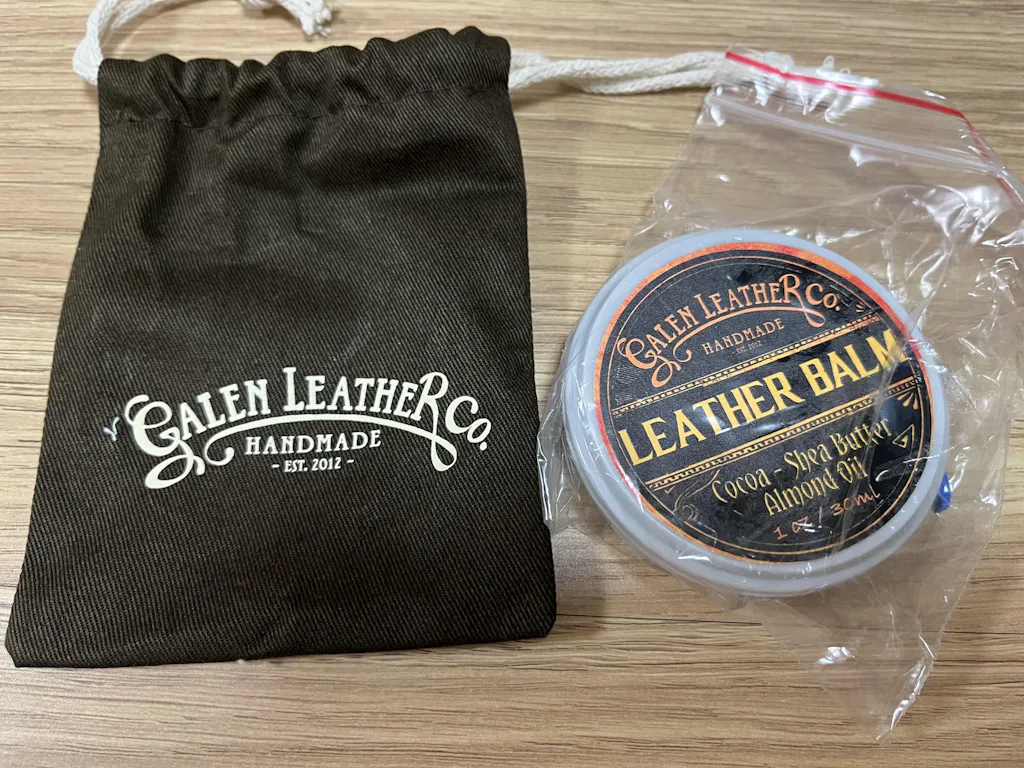 GALEN LEATHER Co.
HANDMADE
- EST. 2012 -
GALEN LEATHER Co.
HANDMADE
EST. 2012
LEATHER BALM
Cocoa - Shea Butter
Almond Oil
1 oz / 30ml